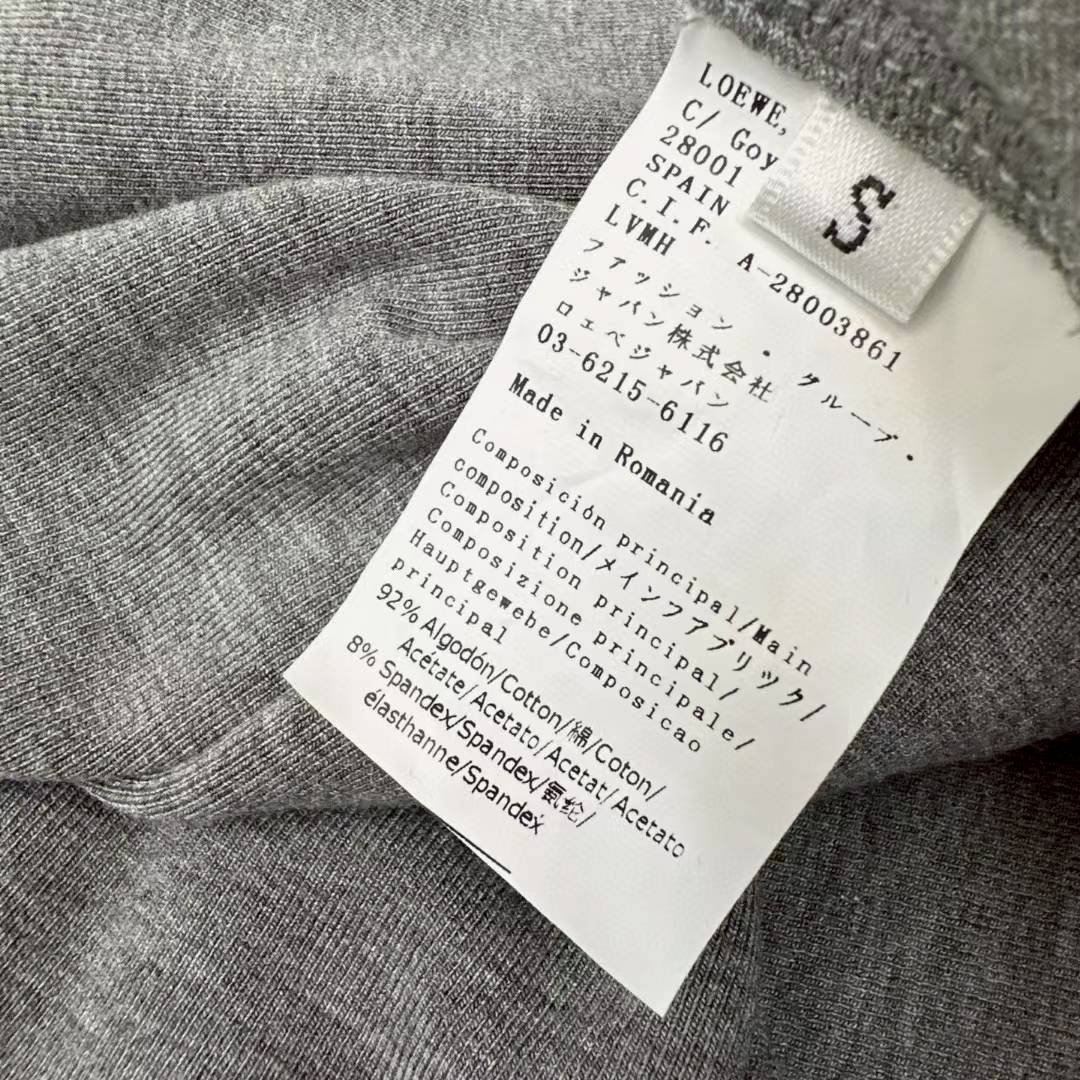 LOEWE,
C/ Goy
28001
SPAIN
C.I.F. A-28003861
LVMH
ファッション・グループ・
ジャパン株式会社
ロエベジャパン
03-6215-6116
Made in Romania
Composición principal/Main
composition/メインファブリック/
Composition principal/
Composizione principale/
Hauptgewebe/Composicao
principal
92% Algodón/Cotton/綿/Coton/
Acétate/Acetato/Acetat/Acetato
8% Spandex/Spandex/氨纶/
élasthanne/Spandex
S